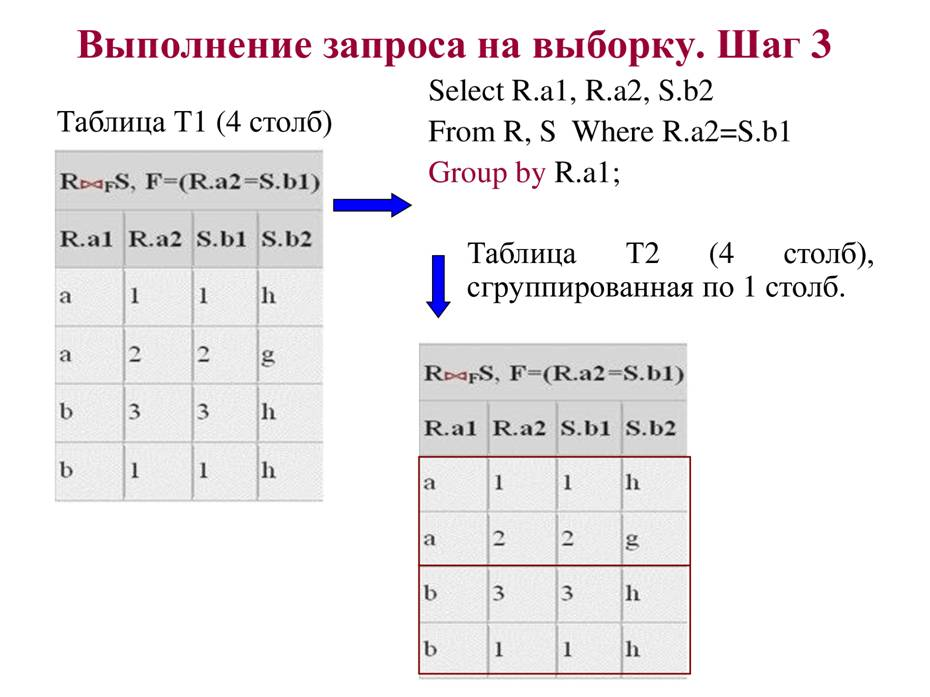 Выполнение запроса на выборку. Шаг 3
Таблица T1 (4 столб)
R⋈FS, F=(R.a2=S.b1)
R.a1 R.a2 S.b1 S.b2
a 1 1 h
a 2 2 g
b 3 3 h
b 1 1 h
Select R.a1, R.a2, S.b2
From R, S Where R.a2=S.b1
Group by R.a1;
Таблица T2 (4 столб),
сгруппированная по 1 столб.
R⋈FS, F=(R.a2=S.b1)
R.a1 R.a2 S.b1 S.b2
a 1 1 h
a 2 2 g
b 3 3 h
b 1 1 h